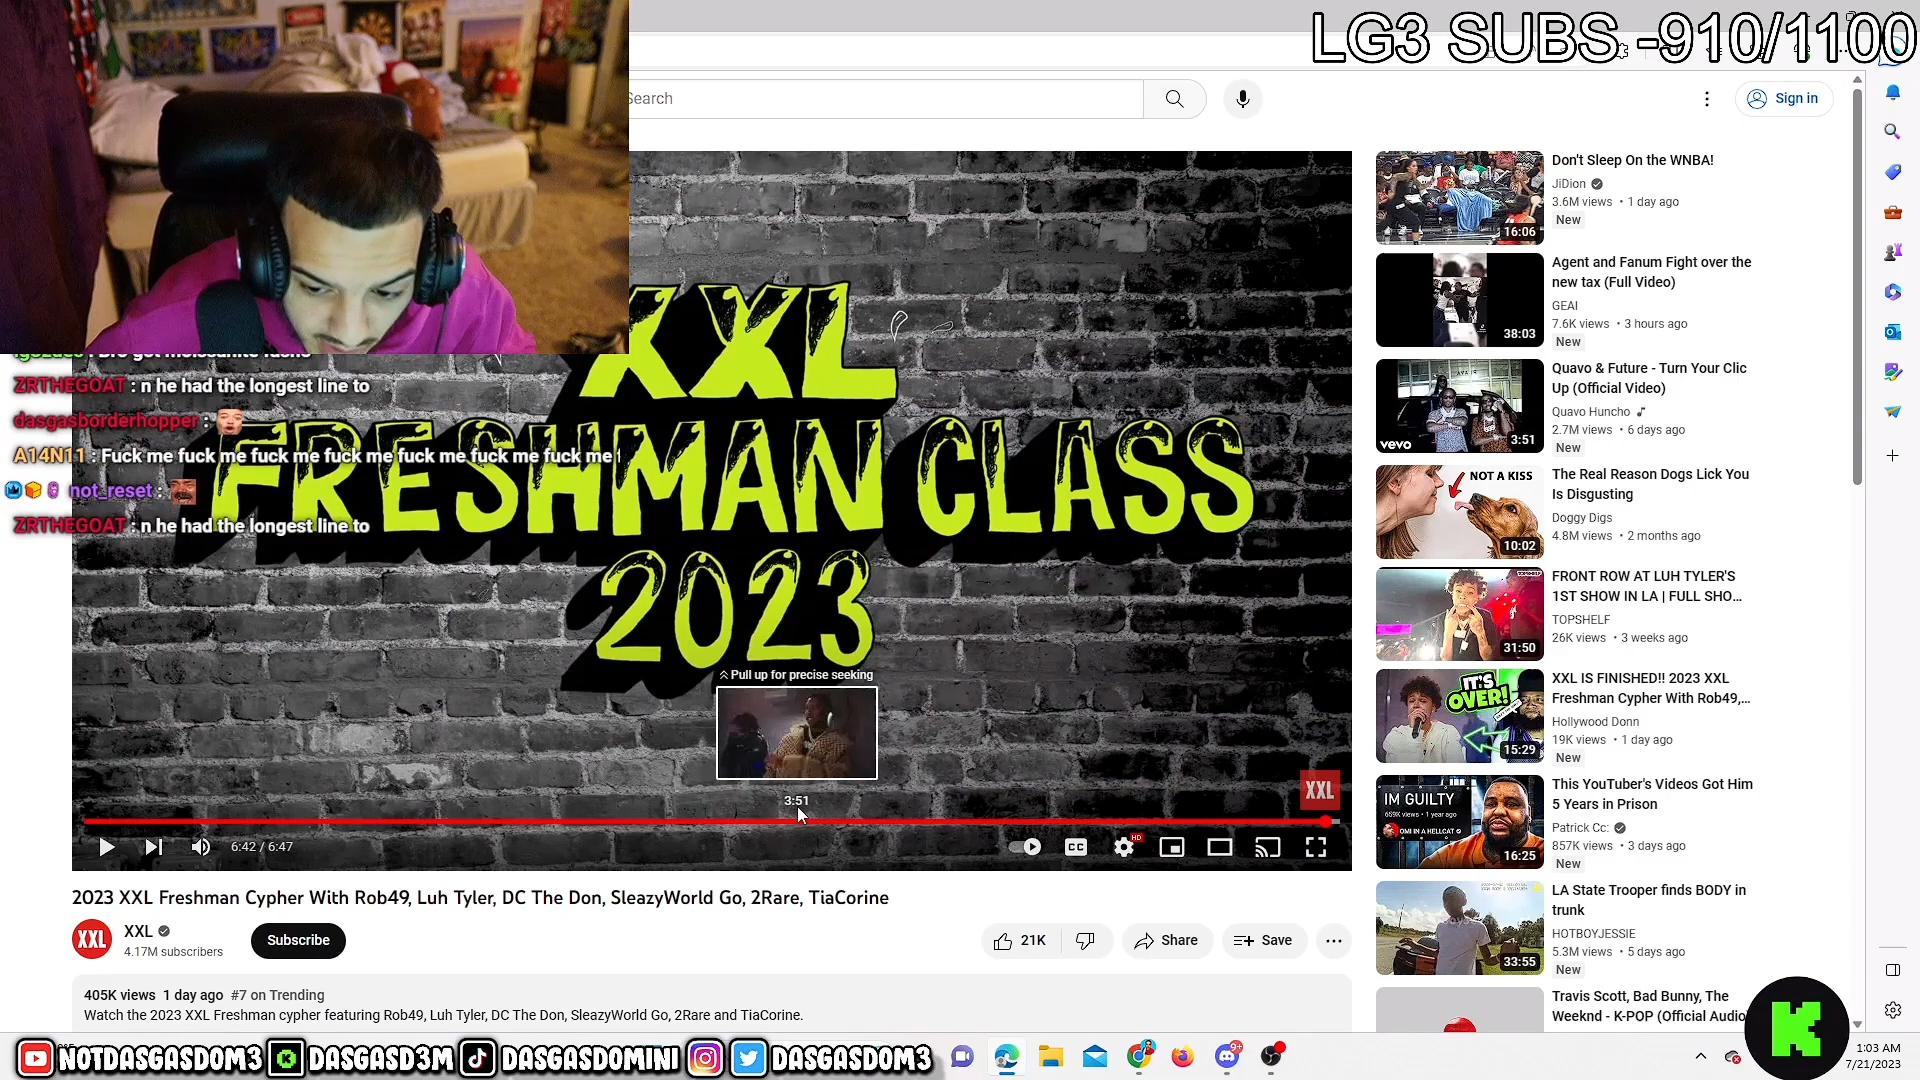 LG3 SUBS -910/1100
Search
Sign in
ZRTHEGOAT : n he had the longest line to
dasgasborderhopper :
A14N11 : Fuck me fuck me fuck me fuck me fuck me fuck me
not_reset :
ZRTHEGOAT : n he had the longest line to
XXL
FRESHMAN CLASS
2023
Pull up for precise seeking
3:51
XXL
6:42 / 6:47
CC
HD
2023 XXL Freshman Cypher With Rob49, Luh Tyler, DC The Don, SleazyWorld Go, 2Rare, TiaCorine
XXL
XXL
4.17M subscribers
Subscribe
21K
Share
Save
405K views 1 day ago #7 on Trending
Watch the 2023 XXL Freshman cypher featuring Rob49, Luh Tyler, DC The Don, SleazyWorld Go, 2Rare and TiaCorine.
Don't Sleep On the WNBA!
JiDion
3.6M views • 1 day ago
New
16:06
Agent and Fanum Fight over the
new tax (Full Video)
GEAI
7.6K views • 3 hours ago
New
38:03
Quavo & Future - Turn Your Clic
Up (Official Video)
Quavo Huncho
2.7M views • 6 days ago
New
vevo
3:51
The Real Reason Dogs Lick You
Is Disgusting
Doggy Digs
4.8M views • 2 months ago
NOT A KISS
10:02
FRONT ROW AT LUH TYLER'S
1ST SHOW IN LA | FULL SHO...
TOPSHELF
26K views • 3 weeks ago
31:50
XXL IS FINISHED!! 2023 XXL
Freshman Cypher With Rob49,...
Hollywood Donn
19K views • 1 day ago
New
IT'S
OVER!
15:29
This YouTuber's Videos Got Him
5 Years in Prison
Patrick Cc:
857K views • 3 days ago
New
IM GUILTY
659K views • 1 year ago
OMI IN A HELLCAT
16:25
LA State Trooper finds BODY in
trunk
HOTBOYJESSIE
5.3M views • 5 days ago
New
33:55
Travis Scott, Bad Bunny, The
Weeknd - K-POP (Official Audio
NOTDASGASDOM3
DASGASD3M
DASGASDOMINI
DASGASDOM3
9+
K
1:03 AM
7/21/2023